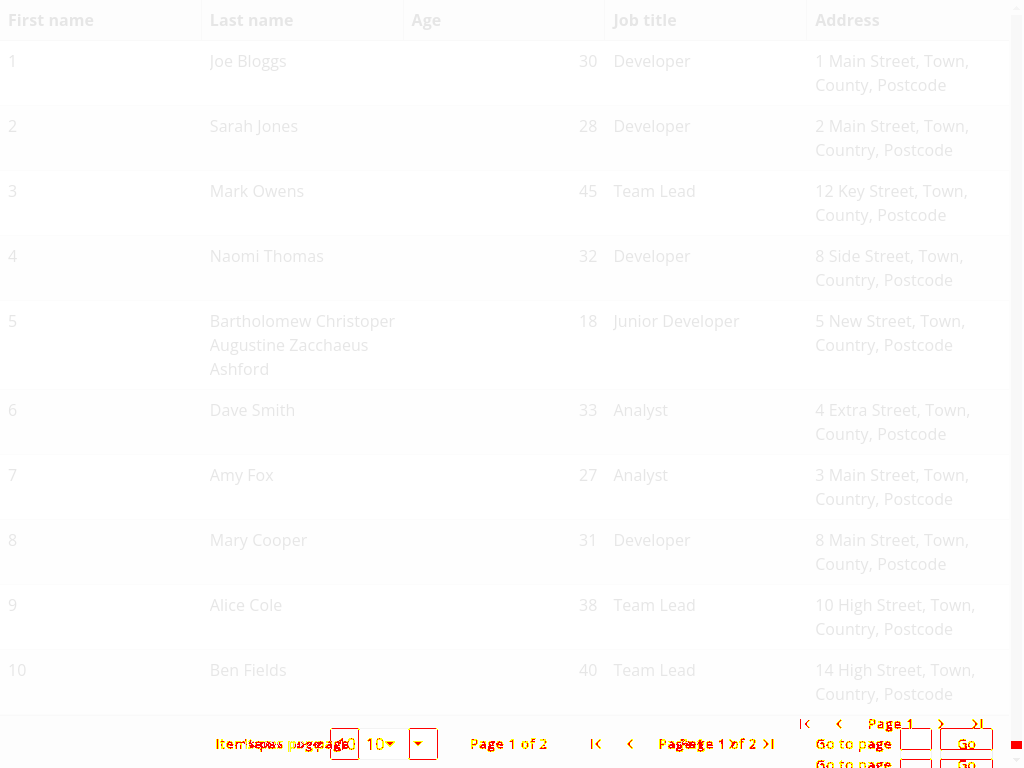 First name Last name Age Job title Address
1 Joe Bloggs 30 Developer 1 Main Street, Town,
County, Postcode
2 Sarah Jones 28 Developer 2 Main Street, Town,
Country, Postcode
3 Mark Owens 45 Team Lead 12 Key Street, Town,
County, Postcode
4 Naomi Thomas 32 Developer 8 Side Street, Town,
Country, Postcode
5 Bartholomew Christoper 18 Junior Developer 5 New Street, Town,
Augustine Zacchaeus County, Postcode
Ashford
6 Dave Smith 33 Analyst 4 Extra Street, Town,
County, Postcode
7 Amy Fox 27 Analyst 3 Main Street, Town,
Country, Postcode
8 Mary Cooper 31 Developer 8 Main Street, Town,
County, Postcode
9 Alice Cole 38 Team Lead 10 High Street, Town,
Country, Postcode
10 Ben Fields 40 Team Lead 14 High Street, Town,
County, Postcode
Page 1
10 Page 1 of 2 1 of 2 Go to page Go
Go to page Go